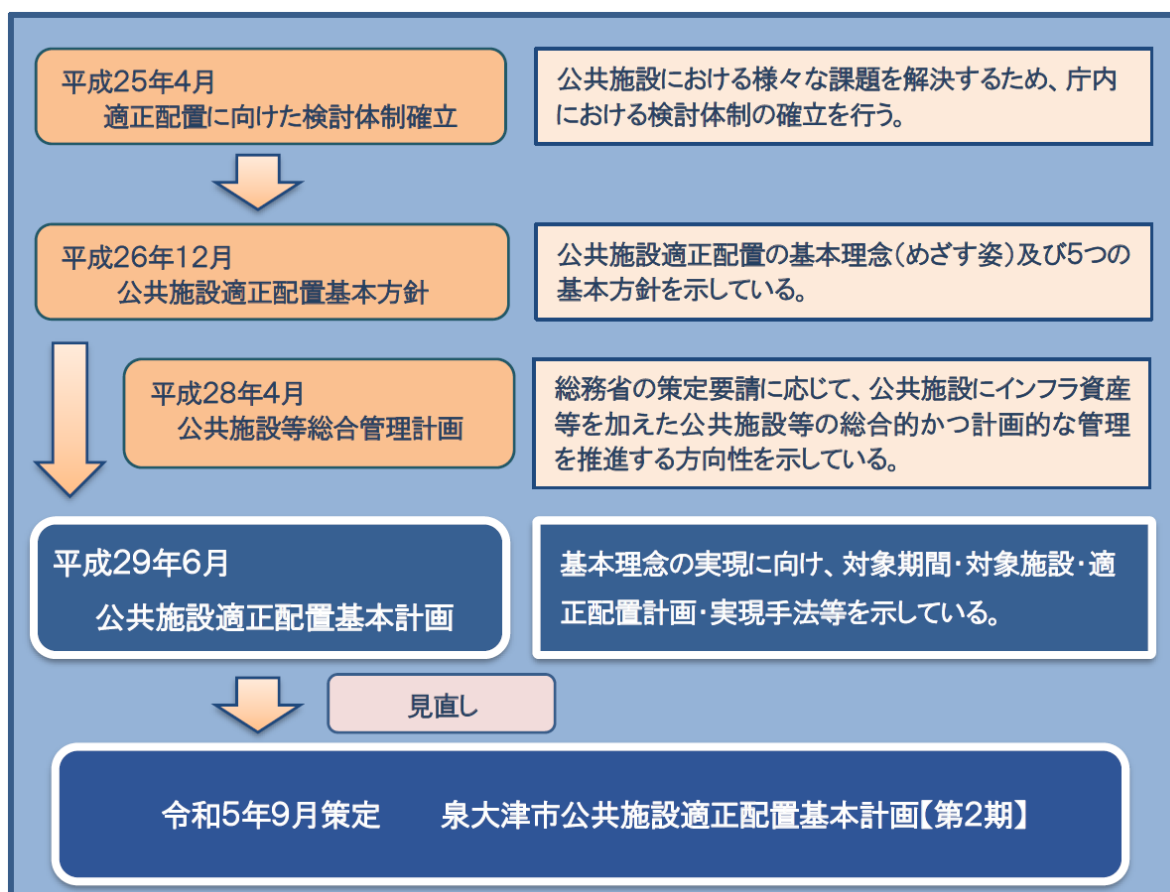 平成25年4月
適正配置に向けた検討体制確立
公共施設における様々な課題を解決するため、庁内
における検討体制の確立を行う。
平成26年12月
公共施設適正配置基本方針
公共施設適正配置の基本理念(めざす姿)及び5つの
基本方針を示している。
平成28年4月
公共施設等総合管理計画
総務省の策定要請に応じて、公共施設にインフラ資産
等を加えた公共施設等の総合的かつ計画的な管理
を推進する方向性を示している。
平成29年6月
公共施設適正配置基本計画
基本理念の実現に向け、対象期間・対象施設・適
正配置計画・実現手法等を示している。
見直し
令和5年9月策定　泉大津市公共施設適正配置基本計画【第2期】